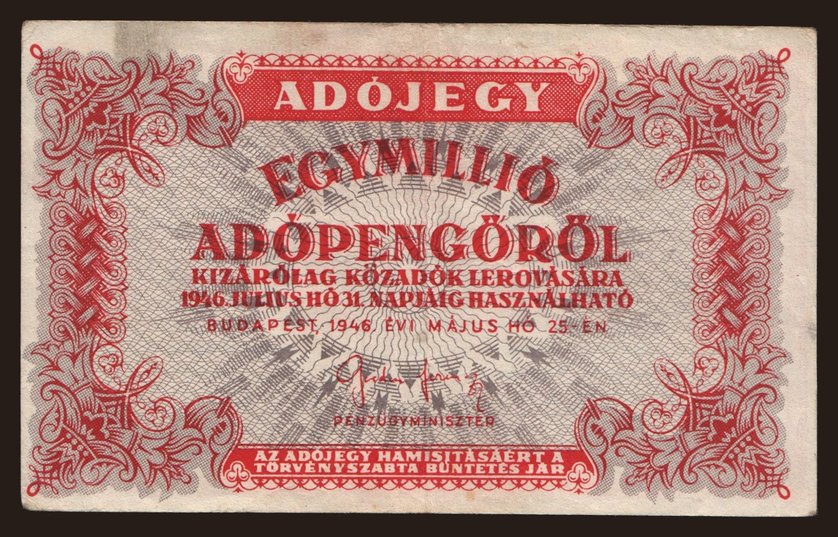 ADÓJEGY
EGYMILLIÓ
ADÓPENGŐRŐL
KIZÁRÓLAG KÖZADÓK LEROVÁSÁRA
1946. JULIUS HÓ 31. NAPJÁIG HASZNÁLHATÓ
BUDAPEST, 1946. ÉVI MÁJUS HÓ 25-ÉN
PÉNZÜGYMINISZTER
AZ ADÓJEGY HAMISITÁSÁÉRT A
TÖRVÉNYSZABTA BÜNTETÉS JÁR